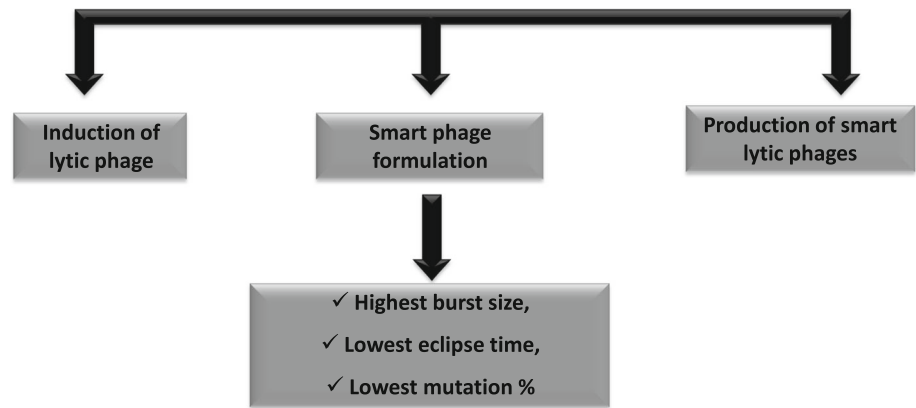 Induction of
lytic phage
Smart phage
formulation
Production of smart
lytic phages
✓ Highest burst size,
✓ Lowest eclipse time,
✓ Lowest mutation %